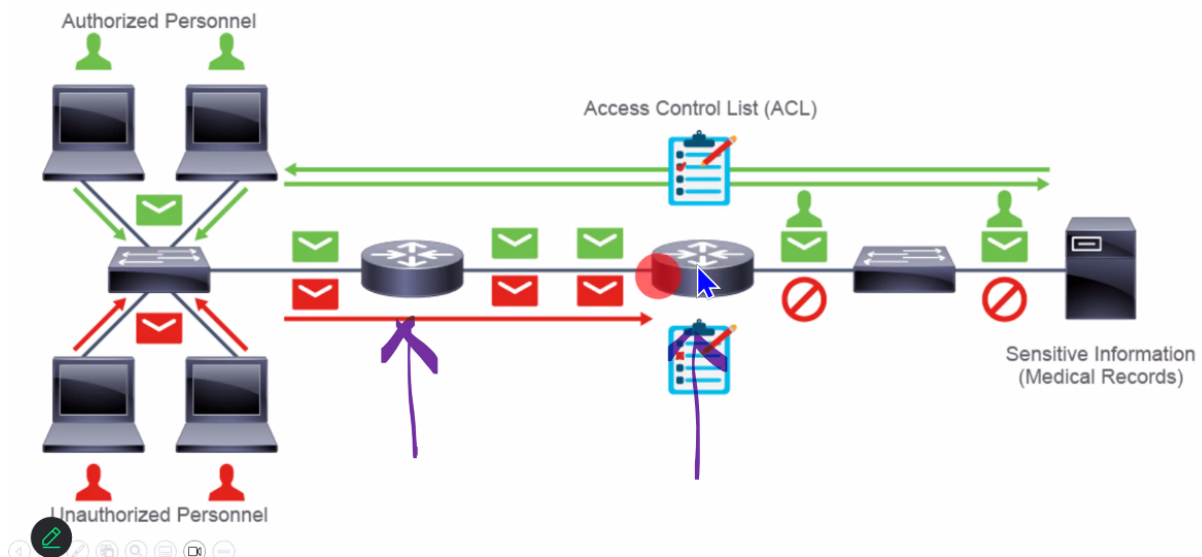 Authorized Personnel
Access Control List (ACL)
Sensitive Information
(Medical Records)
Unauthorized Personnel